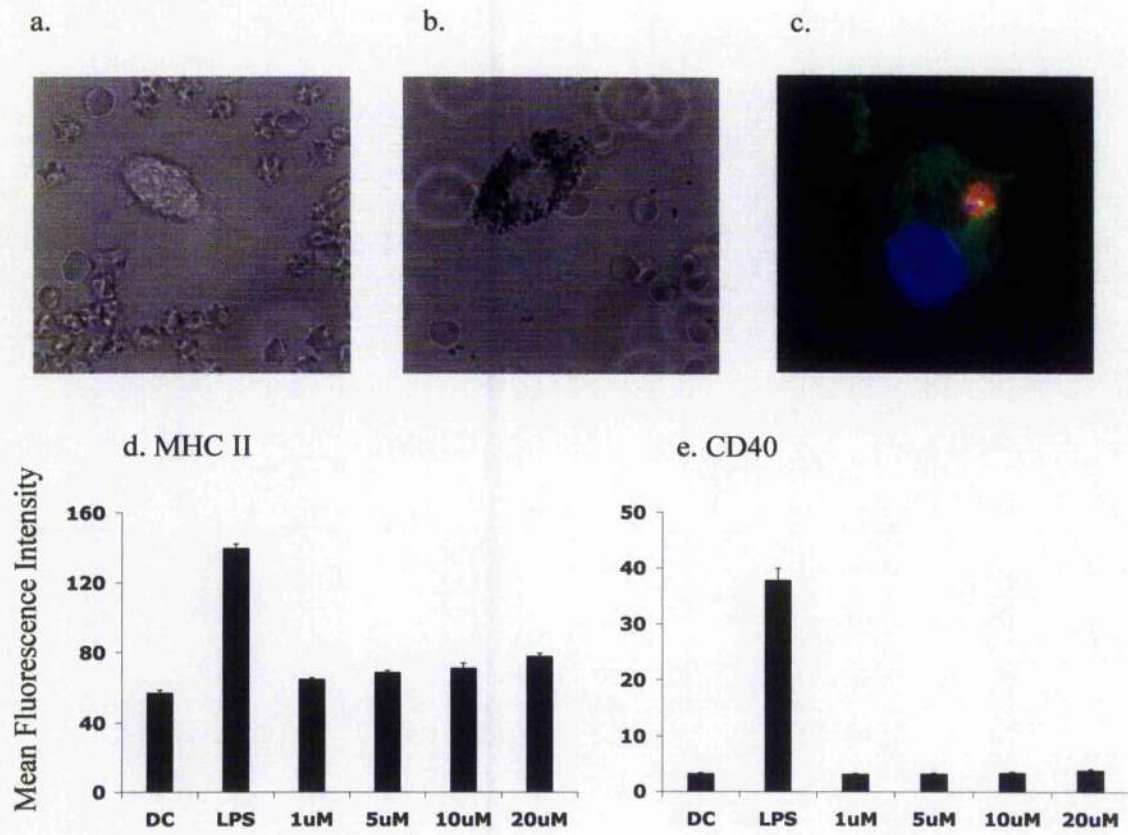 a.
b.
c.
d. MHC II
e. CD40
Mean Fluorescence Intensity
160
120
80
40
0
DC LPS 1uM 5uM 10uM 20uM
50
40
30
20
10
0
DC LPS 1uM 5uM 10uM 20uM